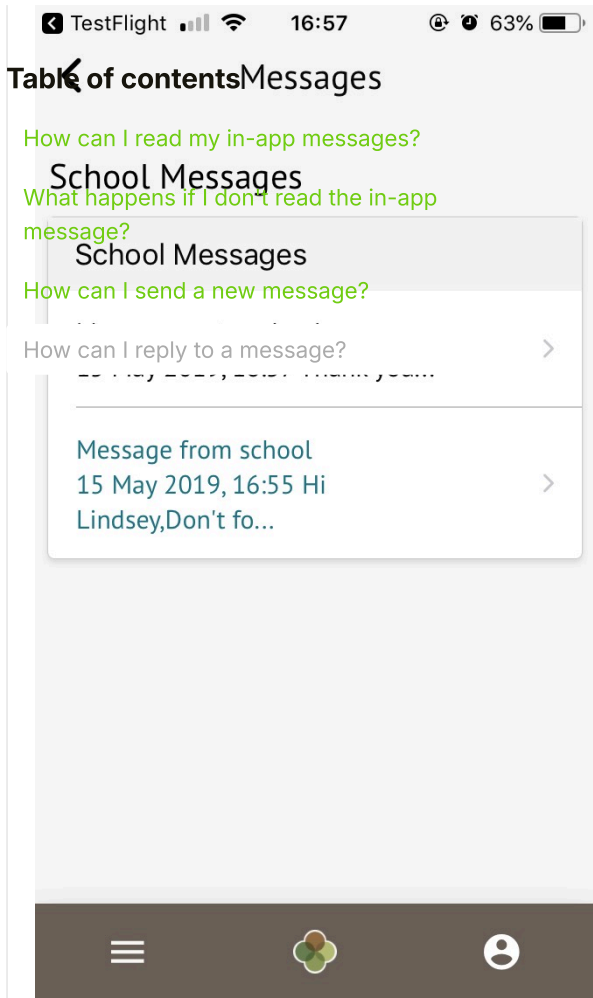 TestFlight 16:57 63%
Table of contents Messages
How can I read my in-app messages?
School Messages
What happens if I don't read the in-app
message?
School Messages
How can I send a new message?
How can I reply to a message?
Message from school
15 May 2019, 16:55 Hi
Lindsey,Don't fo...